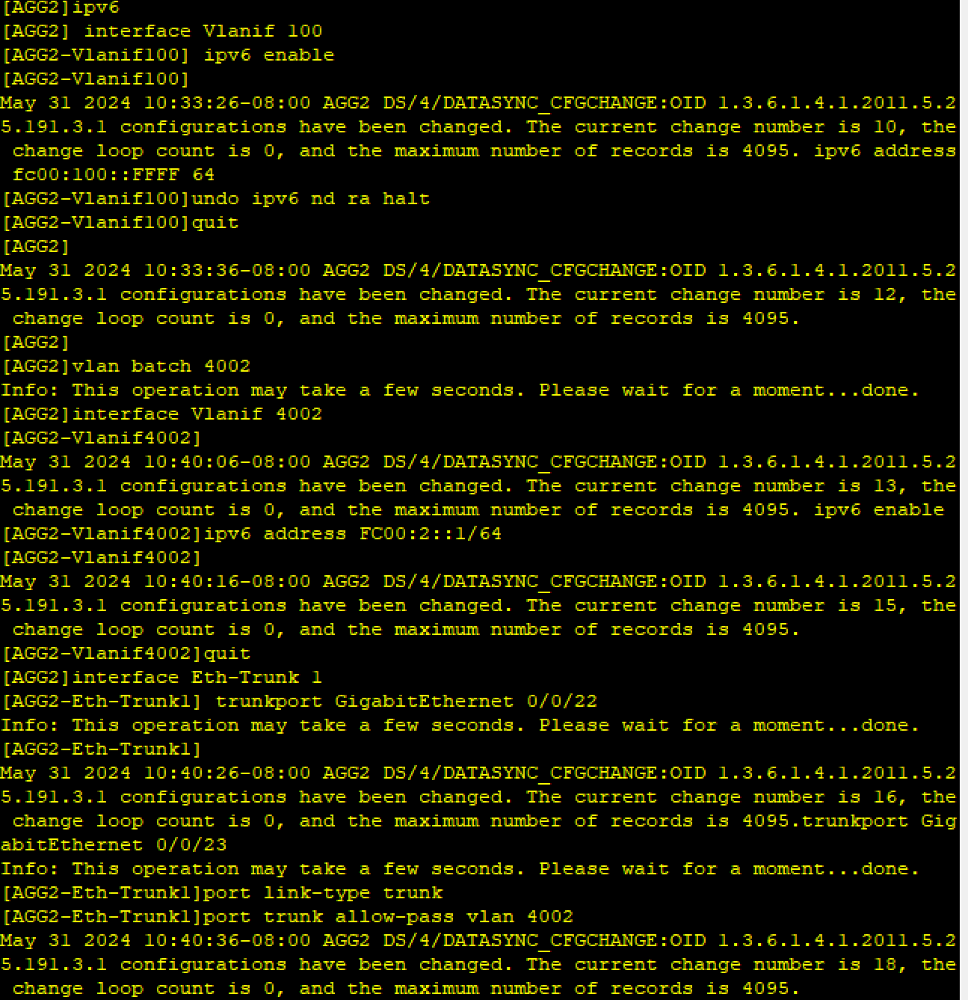 [AGG2]ipv6
[AGG2] interface Vlanif 100
[AGG2-Vlanif100] ipv6 enable
[AGG2-Vlanif100]
May 31 2024 10:33:26-08:00 AGG2 DS/4/DATASYNC_CFGCHANGE:OID 1.3.6.1.4.1.2011.5.2
5.191.3.1 configurations have been changed. The current change number is 10, the
 change loop count is 0, and the maximum number of records is 4095. ipv6 address
 fc00:100::FFFF 64
[AGG2-Vlanif100]undo ipv6 nd ra halt
[AGG2-Vlanif100]quit
[AGG2]
May 31 2024 10:33:36-08:00 AGG2 DS/4/DATASYNC_CFGCHANGE:OID 1.3.6.1.4.1.2011.5.2
5.191.3.1 configurations have been changed. The current change number is 12, the
 change loop count is 0, and the maximum number of records is 4095.
[AGG2]
[AGG2]vlan batch 4002
Info: This operation may take a few seconds. Please wait for a moment...done.
[AGG2]interface Vlanif 4002
[AGG2-Vlanif4002]
May 31 2024 10:40:06-08:00 AGG2 DS/4/DATASYNC_CFGCHANGE:OID 1.3.6.1.4.1.2011.5.2
5.191.3.1 configurations have been changed. The current change number is 13, the
 change loop count is 0, and the maximum number of records is 4095. ipv6 enable
[AGG2-Vlanif4002]ipv6 address FC00:2::1/64
[AGG2-Vlanif4002]
May 31 2024 10:40:16-08:00 AGG2 DS/4/DATASYNC_CFGCHANGE:OID 1.3.6.1.4.1.2011.5.2
5.191.3.1 configurations have been changed. The current change number is 15, the
 change loop count is 0, and the maximum number of records is 4095.
[AGG2-Vlanif4002]quit
[AGG2]interface Eth-Trunk 1
[AGG2-Eth-Trunk1] trunkport GigabitEthernet 0/0/22
Info: This operation may take a few seconds. Please wait for a moment...done.
[AGG2-Eth-Trunk1]
May 31 2024 10:40:26-08:00 AGG2 DS/4/DATASYNC_CFGCHANGE:OID 1.3.6.1.4.1.2011.5.2
5.191.3.1 configurations have been changed. The current change number is 16, the
 change loop count is 0, and the maximum number of records is 4095.trunkport Gig
abitEthernet 0/0/23
Info: This operation may take a few seconds. Please wait for a moment...done.
[AGG2-Eth-Trunk1]port link-type trunk
[AGG2-Eth-Trunk1]port trunk allow-pass vlan 4002
May 31 2024 10:40:36-08:00 AGG2 DS/4/DATASYNC_CFGCHANGE:OID 1.3.6.1.4.1.2011.5.2
5.191.3.1 configurations have been changed. The current change number is 18, the
 change loop count is 0, and the maximum number of records is 4095.